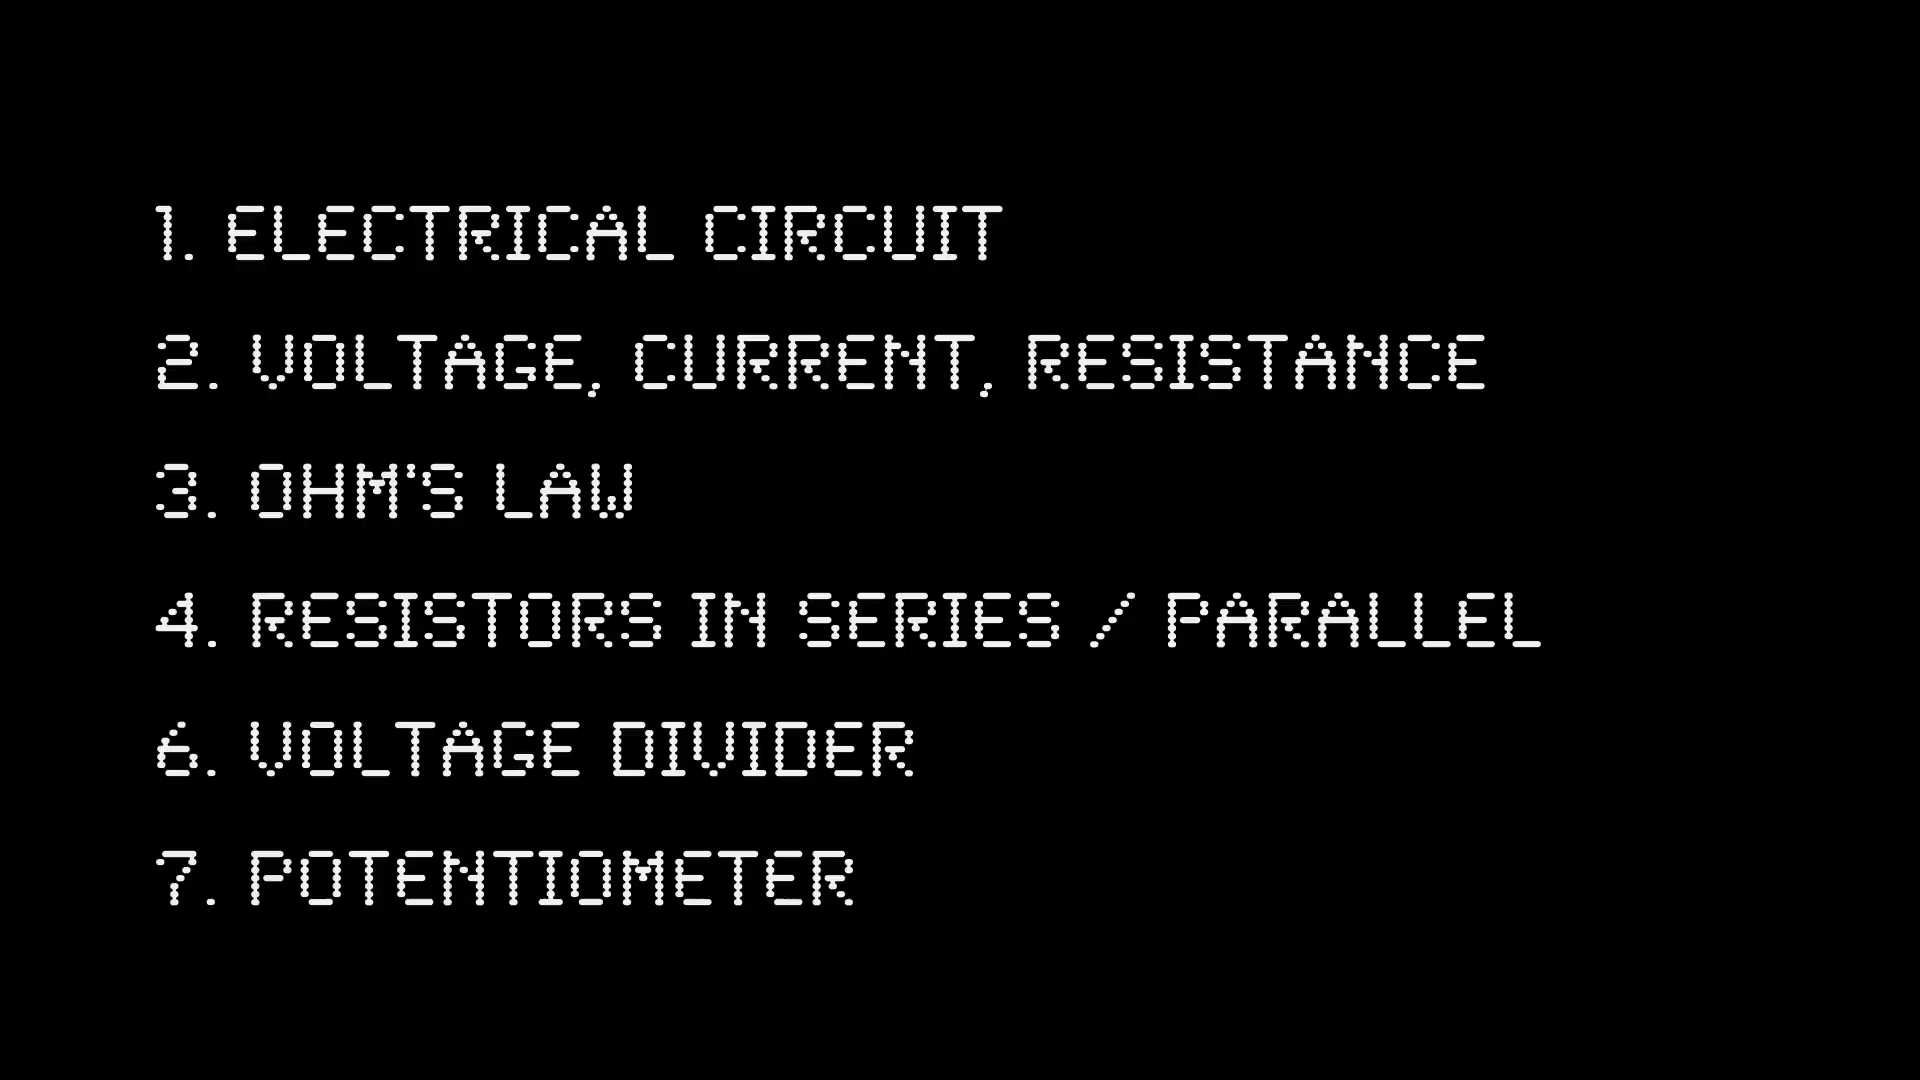 1. ELECTRICAL CIRCUIT
2. VOLTAGE, CURRENT, RESISTANCE
3. OHM'S LAW
4. RESISTORS IN SERIES / PARALLEL
6. VOLTAGE DIVIDER
7. POTENTIOMETER